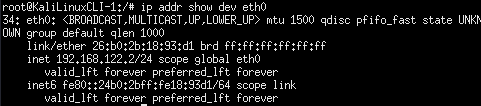 root@KaliLinuxCLI-1:/# ip addr show dev eth0
34: eth0: <BROADCAST,MULTICAST,UP,LOWER_UP> mtu 1500 qdisc pfifo_fast state UNKN
OWN group default qlen 1000
    link/ether 26:b0:2b:18:93:d1 brd ff:ff:ff:ff:ff:ff
    inet 192.168.122.2/24 scope global eth0
       valid_lft forever preferred_lft forever
    inet6 fe80::24b0:2bff:fe18:93d1/64 scope link
       valid_lft forever preferred_lft forever